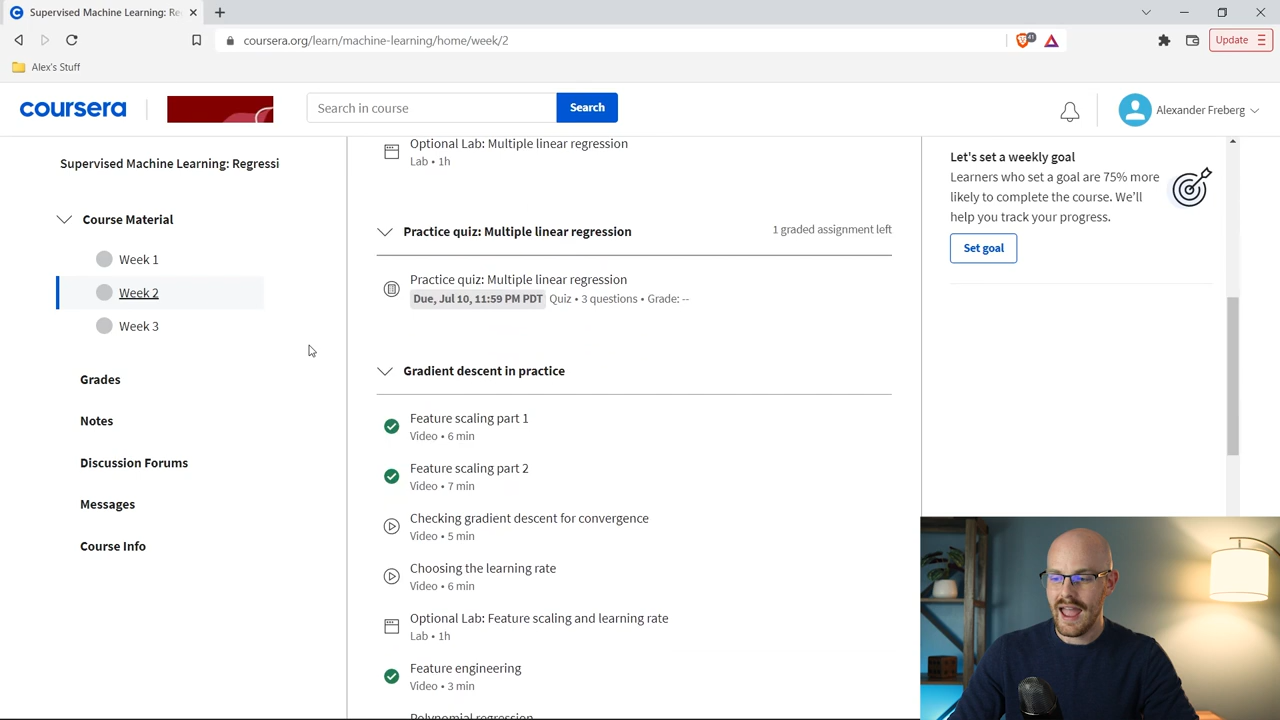 Supervised Machine Learning: Re
coursera.org/learn/machine-learning/home/week/2
41
Update
Alex's Stuff
coursera
Search in course
Search
Alexander Freberg
Supervised Machine Learning: Regressi
Course Material
Week 1
Week 2
Week 3
Grades
Notes
Discussion Forums
Messages
Course Info
Optional Lab: Multiple linear regression
Lab • 1h
Practice quiz: Multiple linear regression
1 graded assignment left
Practice quiz: Multiple linear regression
Due, Jul 10, 11:59 PM PDT Quiz • 3 questions • Grade: --
Gradient descent in practice
Feature scaling part 1
Video • 6 min
Feature scaling part 2
Video • 7 min
Checking gradient descent for convergence
Video • 5 min
Choosing the learning rate
Video • 6 min
Optional Lab: Feature scaling and learning rate
Lab • 1h
Feature engineering
Video • 3 min
Polynomial regression
Let's set a weekly goal
Learners who set a goal are 75% more
likely to complete the course. We'll
help you track your progress.
Set goal